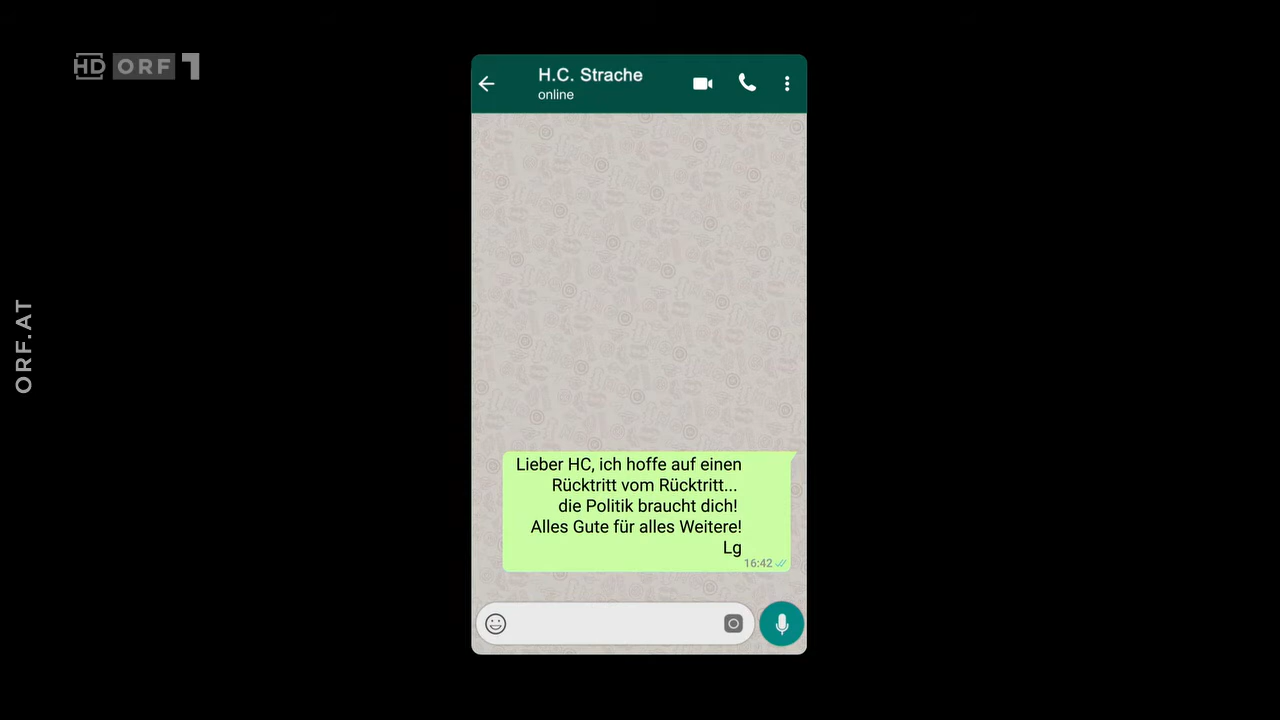 HD ORF 1
H.C. Strache
online
Lieber HC, ich hoffe auf einen
Rücktritt vom Rücktritt...
die Politik braucht dich!
Alles Gute für alles Weitere!
Lg
16:42
ORF.AT